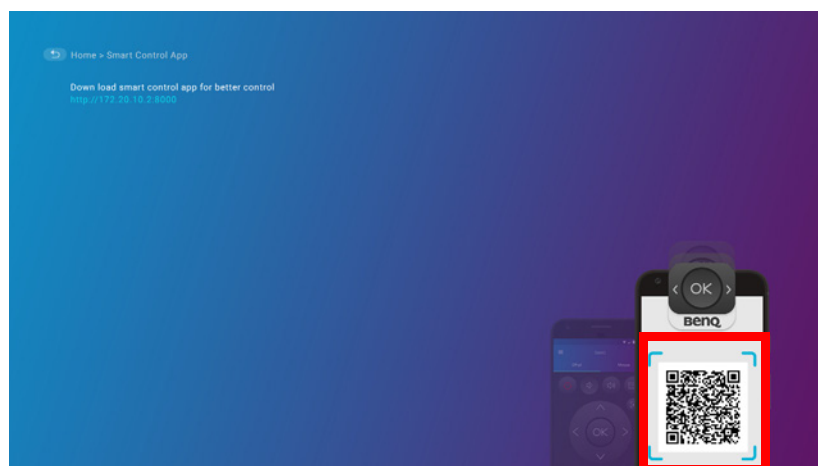 Home > Smart Control App
Down load smart control app for better control
http://172.20.10.2:8000
OK
BenQ
OK